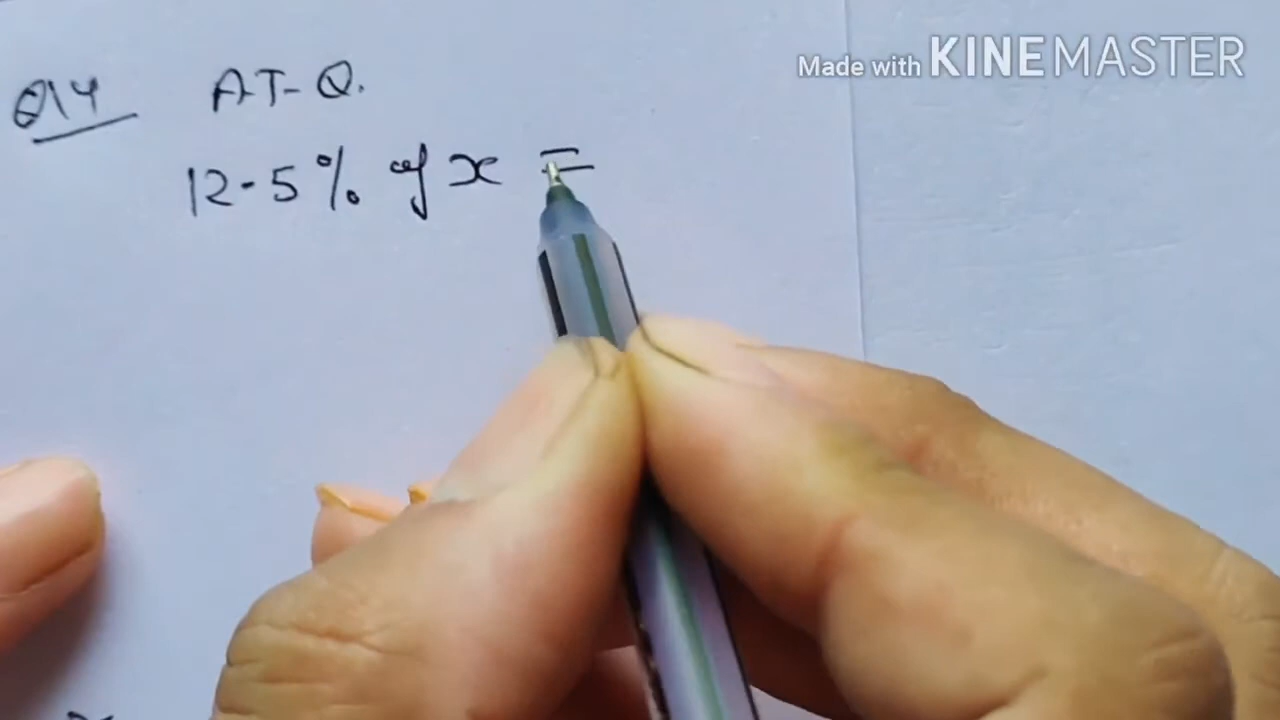 Made with KINEMASTER
Q14 A-T-Q.
12.5% of x =